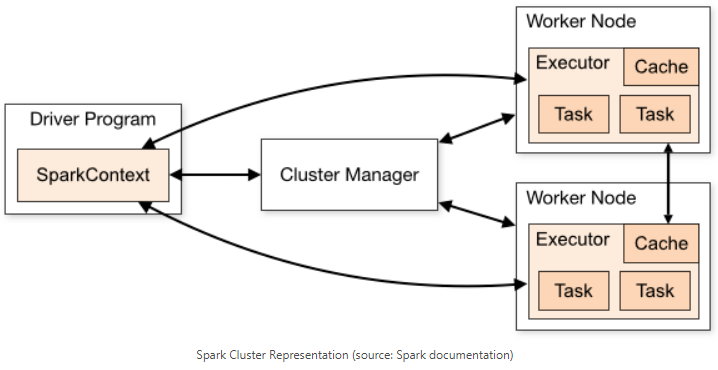 Driver Program
SparkContext
Cluster Manager
Worker Node
Executor
Cache
Task
Task
Worker Node
Executor
Cache
Task
Task
Spark Cluster Representation (source: Spark documentation)